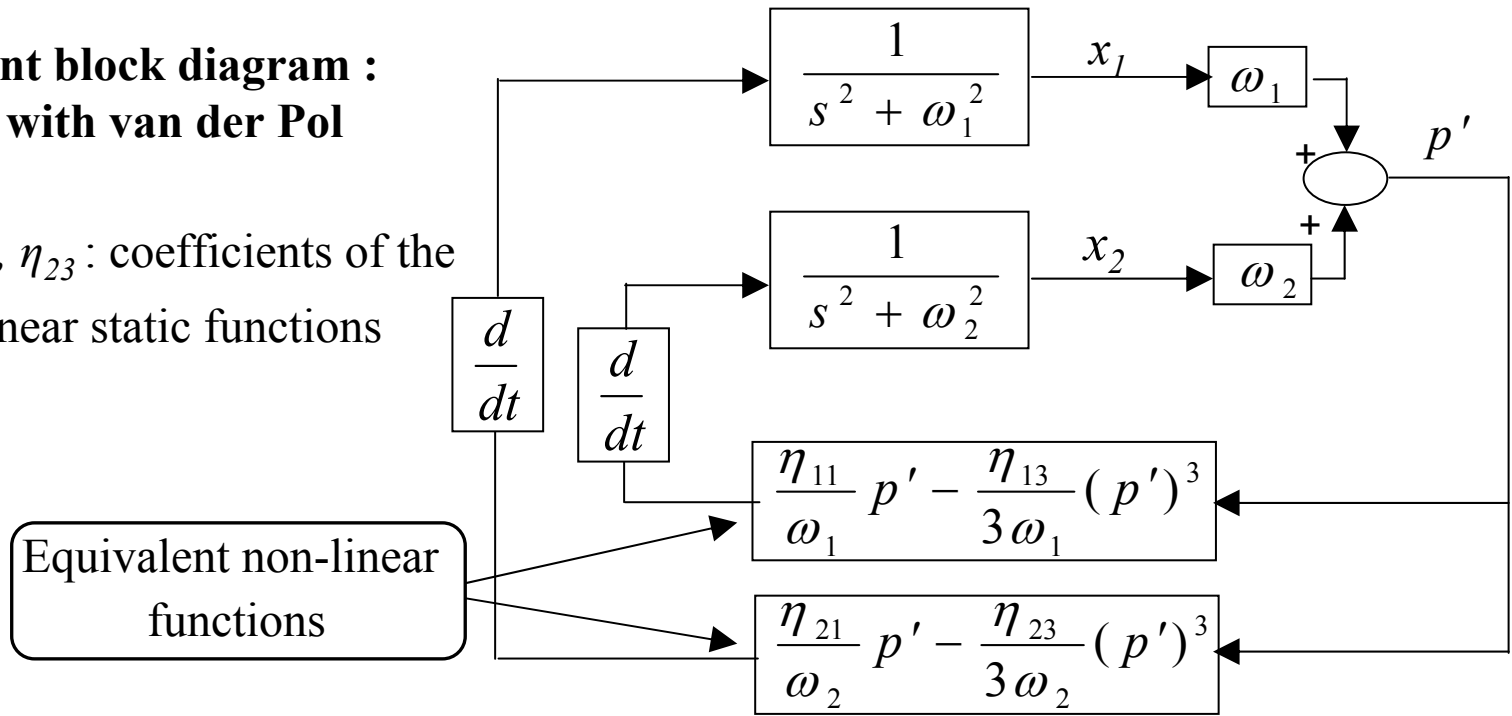 nt block diagram :
with van der Pol
, η₂₃ : coefficients of the
near static functions
1 / (s² + ω₁²)
x₁
ω₁
+
p′
1 / (s² + ω₂²)
x₂
ω₂
+
d/dt
d/dt
η₁₁/ω₁ p′ − η₁₃/3ω₁ (p′)³
Equivalent non-linear
functions
η₂₁/ω₂ p′ − η₂₃/3ω₂ (p′)³